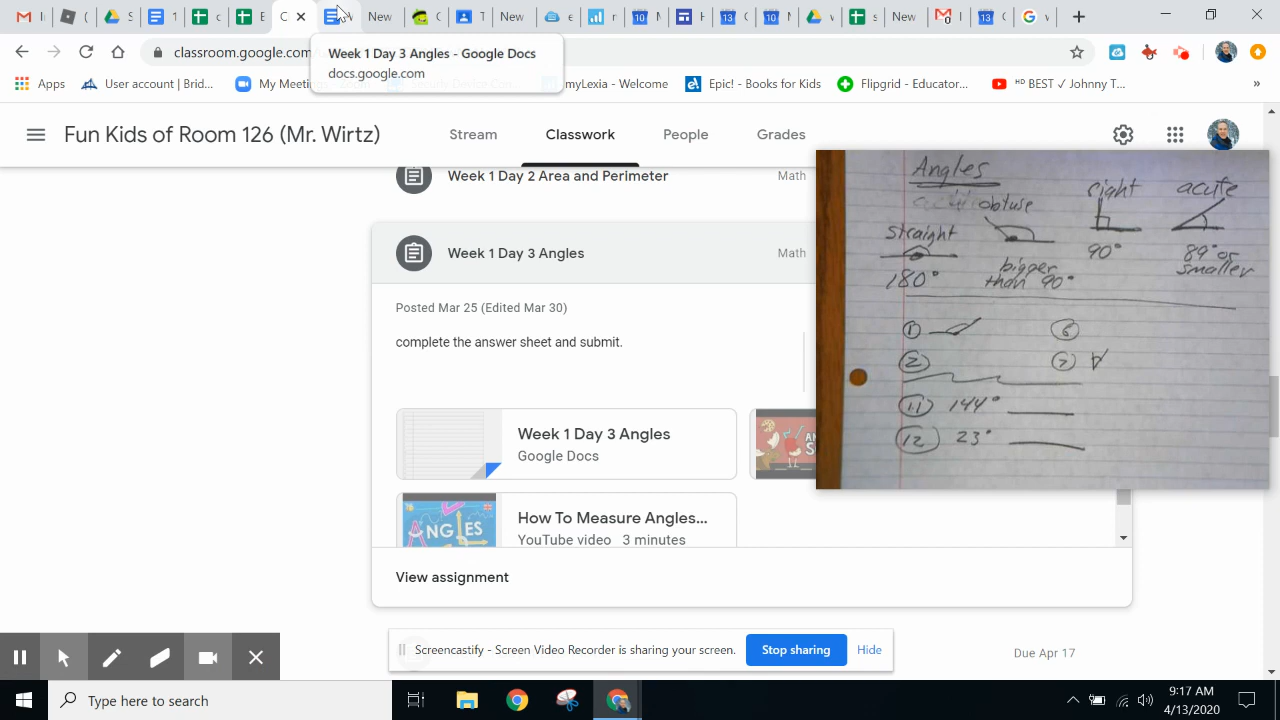 New
New
New
Week 1 Day 3 Angles - Google Docs
docs.google.com
classroom.google.com
Apps
User account | Brid...
My Me
myLexia - Welcome
Epic! - Books for Kids
Flipgrid - Educator...
HD BEST ✓ Johnny T...
»
Fun Kids of Room 126 (Mr. Wirtz)
Stream
Classwork
People
Grades
Week 1 Day 2 Area and Perimeter
Math
Week 1 Day 3 Angles
Math
Posted Mar 25 (Edited Mar 30)
complete the answer sheet and submit.
Week 1 Day 3 Angles
Google Docs
How To Measure Angles...
YouTube video 3 minutes
ANGLES
View assignment
Angles
obtuse
right
acute
straight
180°
bigger
than 90°
90°
89° or
smaller
1
6
2
7
11 144°
12 23°
Screencastify - Screen Video Recorder is sharing your screen.
Stop sharing
Hide
Due Apr 17
Type here to search
9:17 AM
4/13/2020